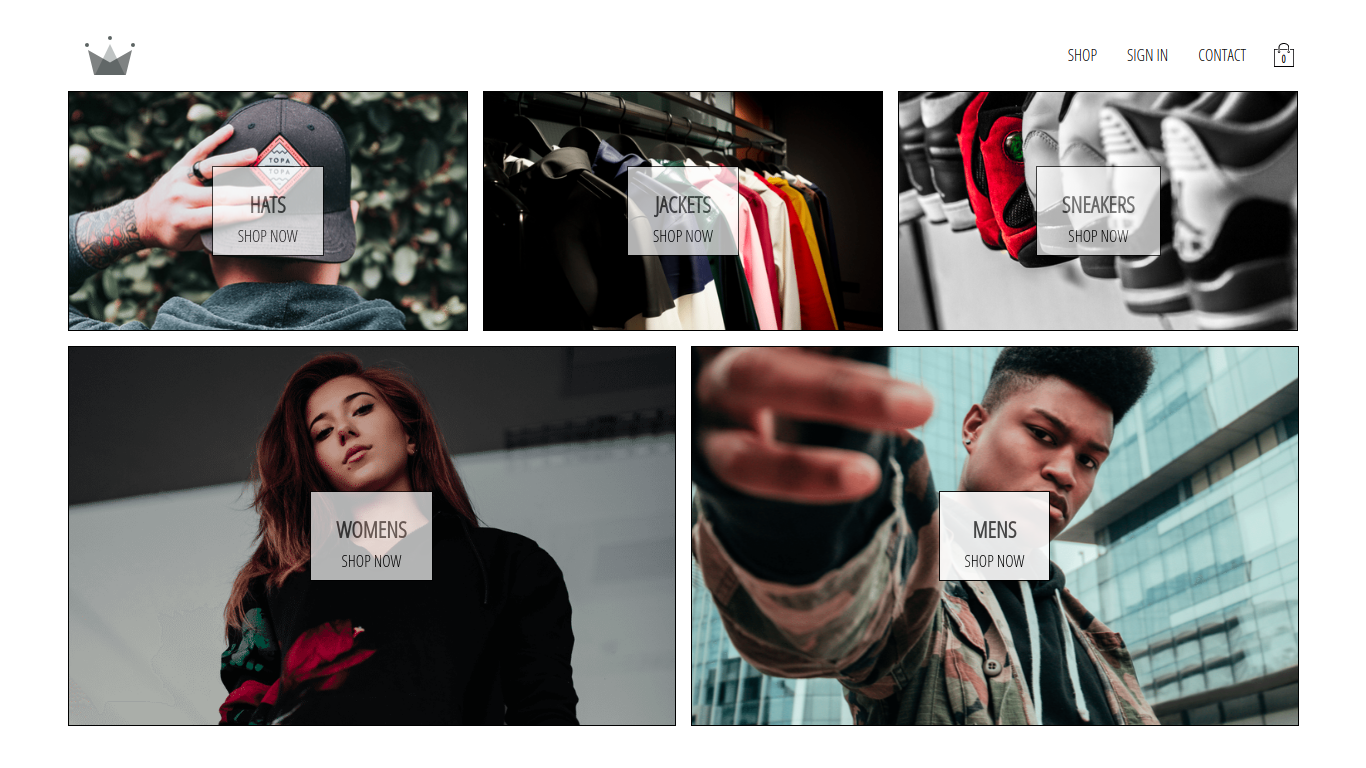 SHOP SIGN IN CONTACT 0
TOPA
TOPA
HATS
SHOP NOW
JACKETS
SHOP NOW
SNEAKERS
SHOP NOW
WOMENS
SHOP NOW
MENS
SHOP NOW